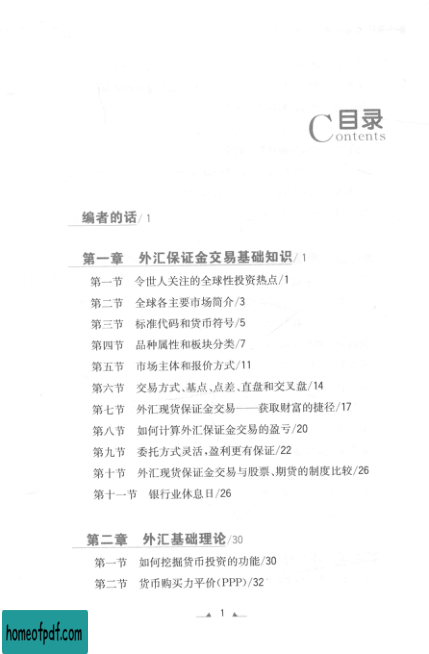 目录
Contents
编者的话/1
第一章 外汇保证金交易基础知识/1
第一节 令世人关注的全球性投资热点/1
第二节 全球各主要市场简介/3
第三节 标准代码和货币符号/5
第四节 品种属性和板块分类/7
第五节 市场主体和报价方式/11
第六节 交易方式、基点、点差、直盘和交叉盘/14
第七节 外汇现货保证金交易——获取财富的捷径/17
第八节 如何计算外汇保证金交易的盈亏/20
第九节 委托方式灵活,盈利更有保证/22
第十节 外汇现货保证金交易与股票、期货的制度比较/26
第十一节 银行业休息日/26
第二章 外汇基础理论/30
第一节 如何挖掘货币投资的功能/30
第二节 货币购买力平价(PPP)/32
1
homeofpdf.com